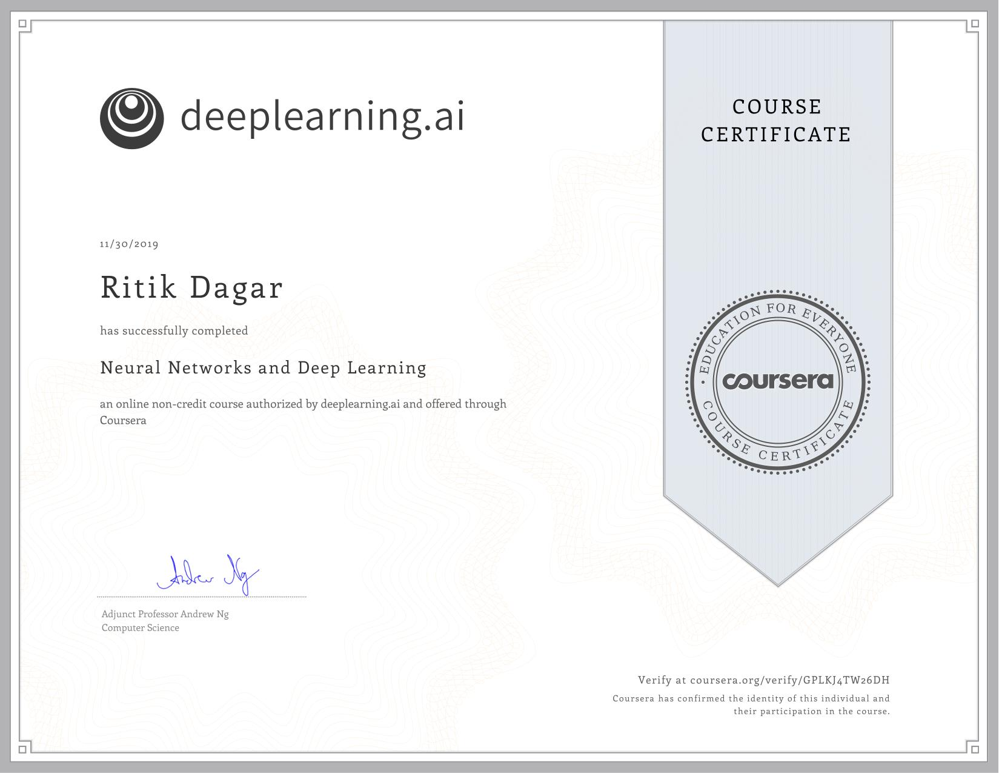 deeplearning.ai
COURSE
CERTIFICATE
11/30/2019
Ritik Dagar
has successfully completed
Neural Networks and Deep Learning
an online non-credit course authorized by deeplearning.ai and offered through
Coursera
EDUCATION FOR EVERYONE
coursera
COURSE CERTIFICATE
Andrew Ng
Adjunct Professor Andrew Ng
Computer Science
Verify at coursera.org/verify/GPLKJ4TW26DH
Coursera has confirmed the identity of this individual and
their participation in the course.